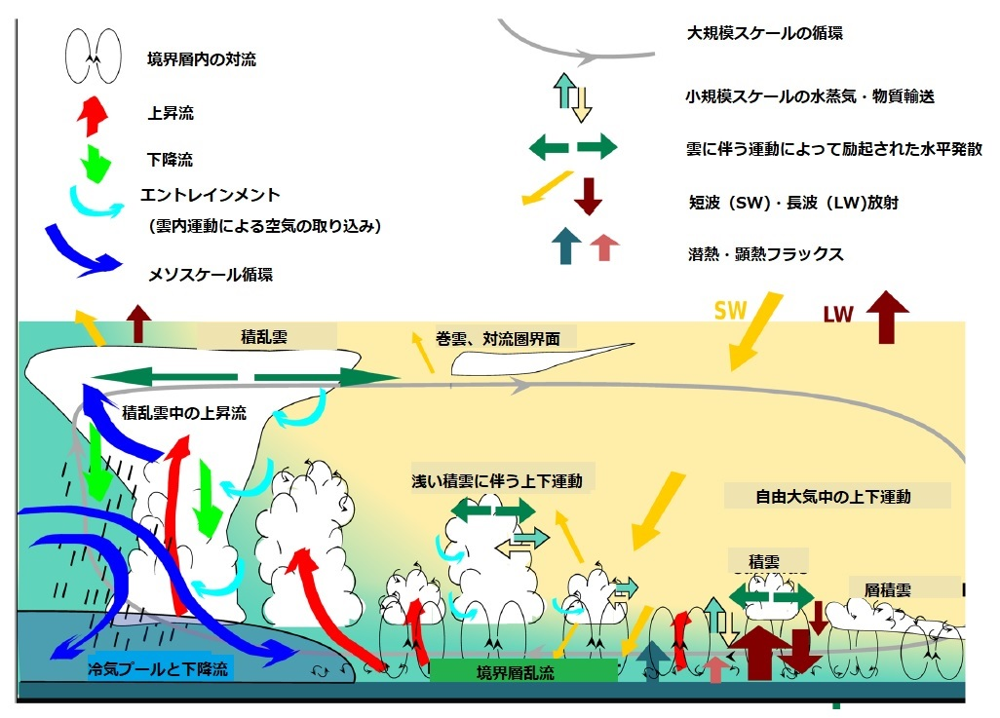 境界層内の対流
上昇流
下降流
エントレインメント
(雲内運動による空気の取り込み)
メソスケール循環
大規模スケールの循環
小規模スケールの水蒸気・物質輸送
雲に伴う運動によって励起された水平発散
短波 (SW)・長波 (LW)放射
潜熱・顕熱フラックス
SW
LW
積乱雲
巻雲、対流圏界面
積乱雲中の上昇流
浅い積雲に伴う上下運動
自由大気中の上下運動
積雲
層積雲
冷気プールと下降流
境界層乱流